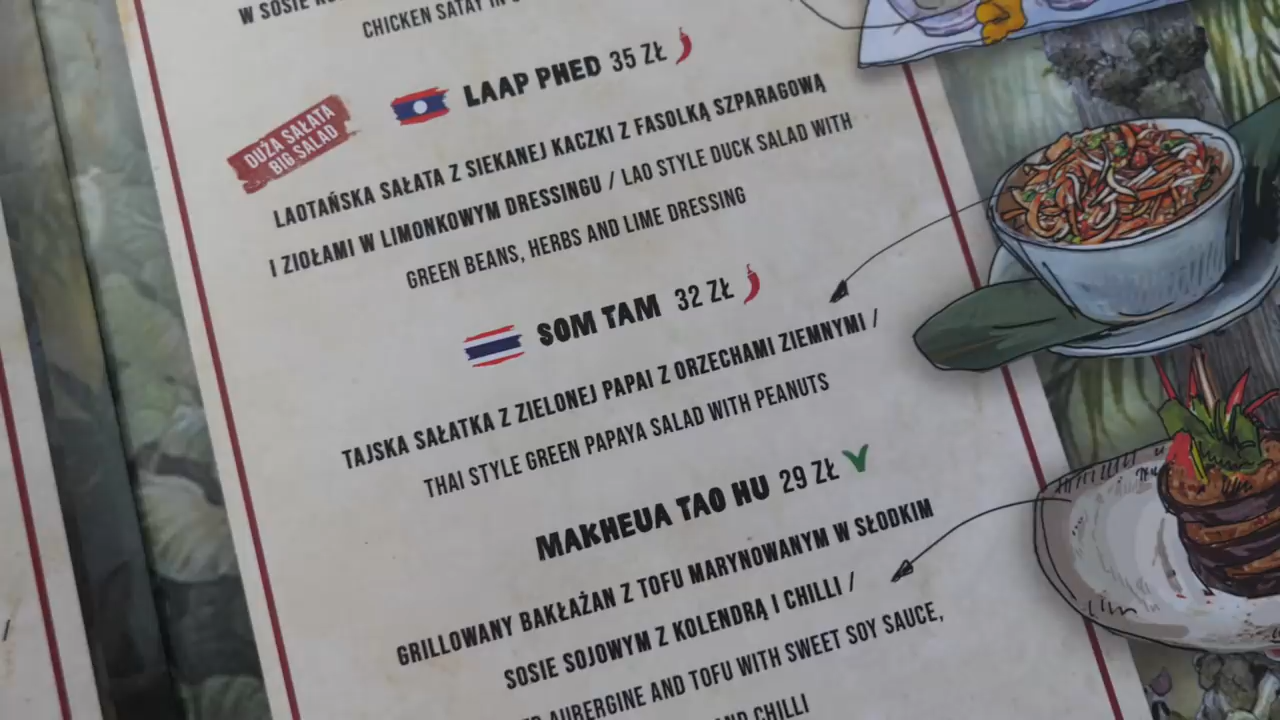 W SOSIE
CHICKEN SATAY IN
LAAP PHED 35 ZŁ
DUŻA SAŁATA
BIG SALAD
LAOTAŃSKA SAŁATA Z SIEKANEJ KACZKI Z FASOLKĄ SZPARAGOWĄ
I ZIOŁAMI W LIMONKOWYM DRESSINGU / LAO STYLE DUCK SALAD WITH
GREEN BEANS, HERBS AND LIME DRESSING
SOM TAM 32 ZŁ
TAJSKA SAŁATKA Z ZIELONEJ PAPAI Z ORZECHAMI ZIEMNYMI /
THAI STYLE GREEN PAPAYA SALAD WITH PEANUTS
MAKHEUA TAO HU 29 ZŁ
GRILLOWANY BAKŁAŻAN Z TOFU MARYNOWANYM W SŁODKIM
SOSIE SOJOWYM Z KOLENDRĄ I CHILLI /
AUBERGINE AND TOFU WITH SWEET SOY SAUCE,
AND CHILLI